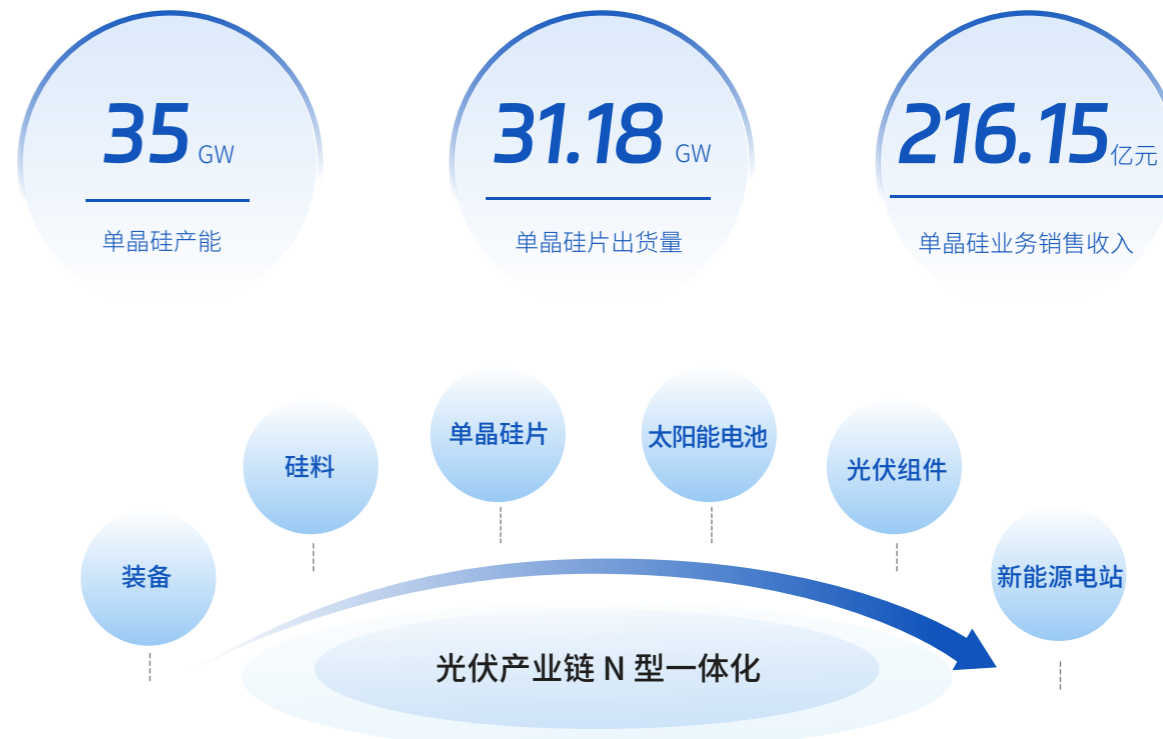 35 GW
单晶硅产能
31.18 GW
单晶硅片出货量
216.15亿元
单晶硅业务销售收入
装备
硅料
单晶硅片
太阳能电池
光伏组件
新能源电站
光伏产业链 N 型一体化